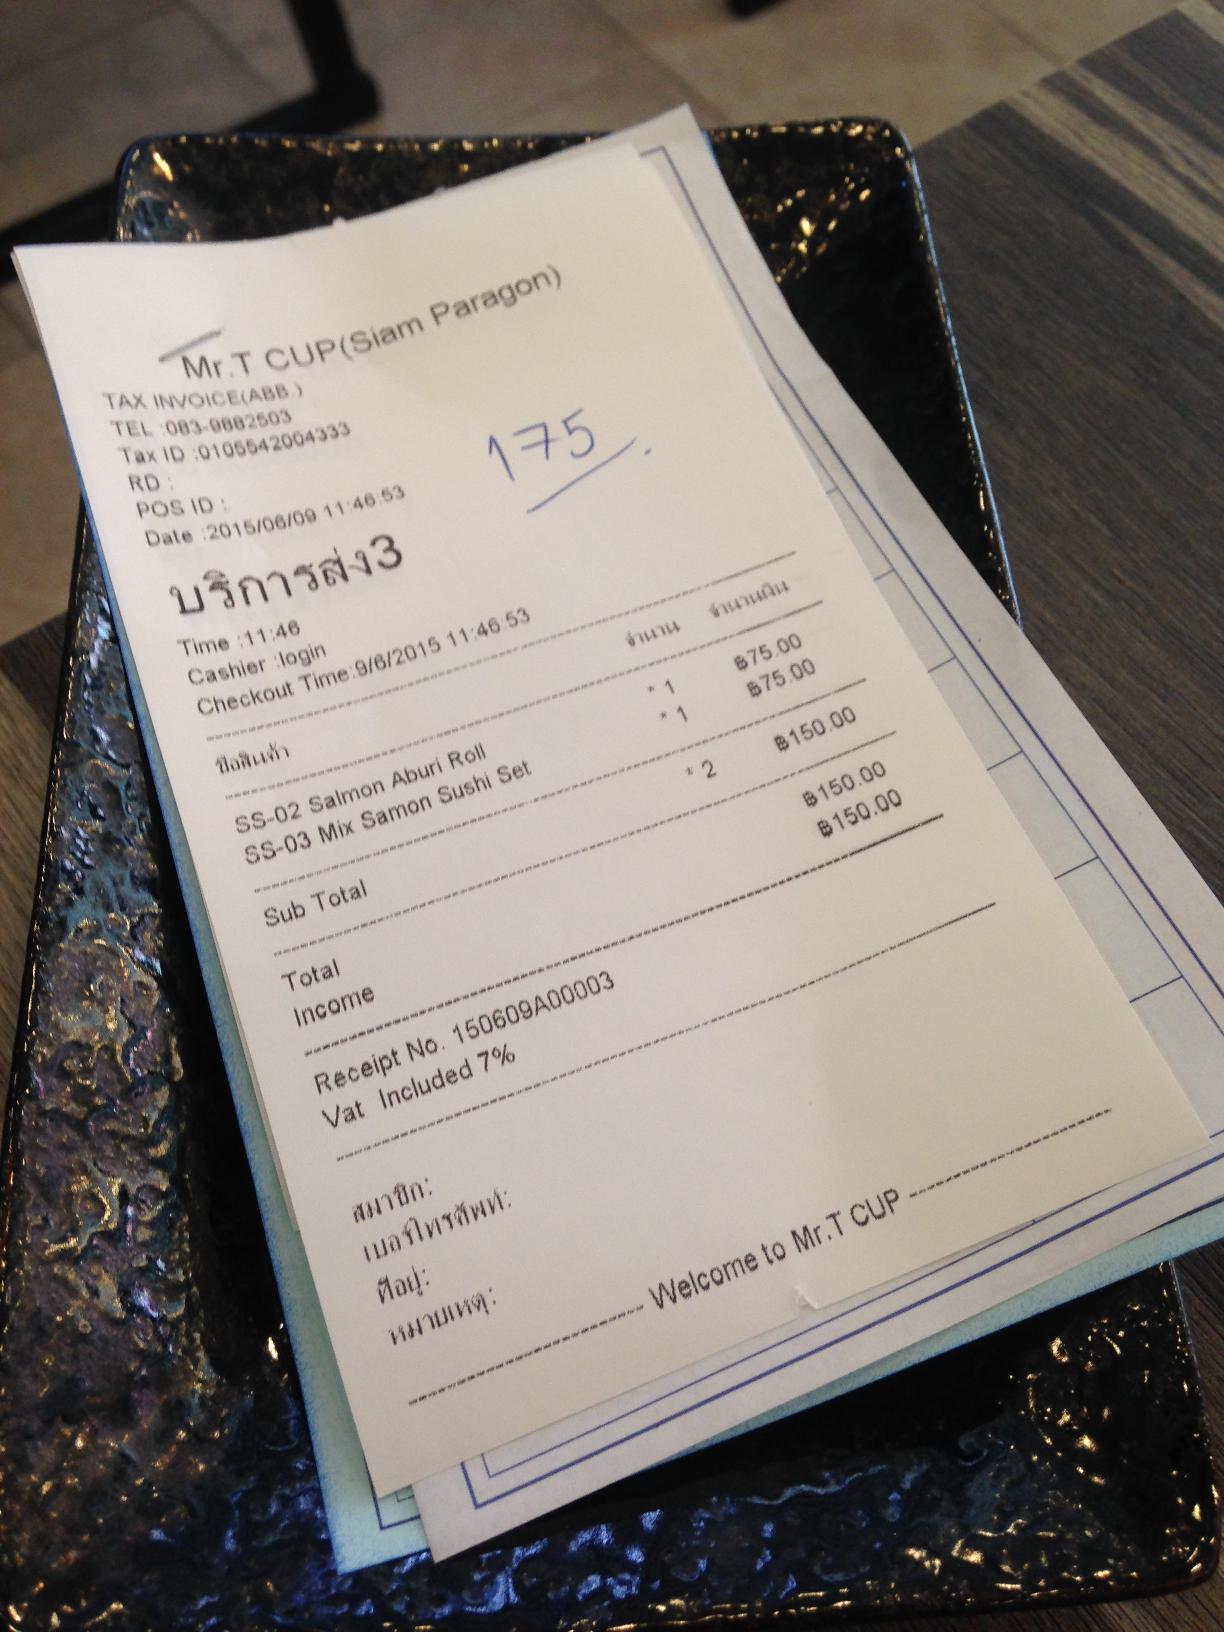 Mr.T CUP(Siam Paragon)
TAX INVOICE(ABB.)
TEL :083-9882503
Tax ID :0105542004333
RD :
POS ID :
Date :2015/06/09 11:46:53
175.
บริการส่ง3
Time :11:46
Cashier :login
Checkout Time:9/6/2015 11:46:53
ชื่อสินค้า จำนวน จำนวนเงิน
SS-02 Salmon Aburi Roll * 1 ฿75.00
SS-03 Mix Samon Sushi Set * 1 ฿75.00
Sub Total * 2 ฿150.00
Total ฿150.00
Income ฿150.00
Receipt No. 150609A00003
Vat Included 7%
สมาชิก:
เบอร์โทรศัพท์:
ที่อยู่:
หมายเหตุ:
Welcome to Mr.T CUP